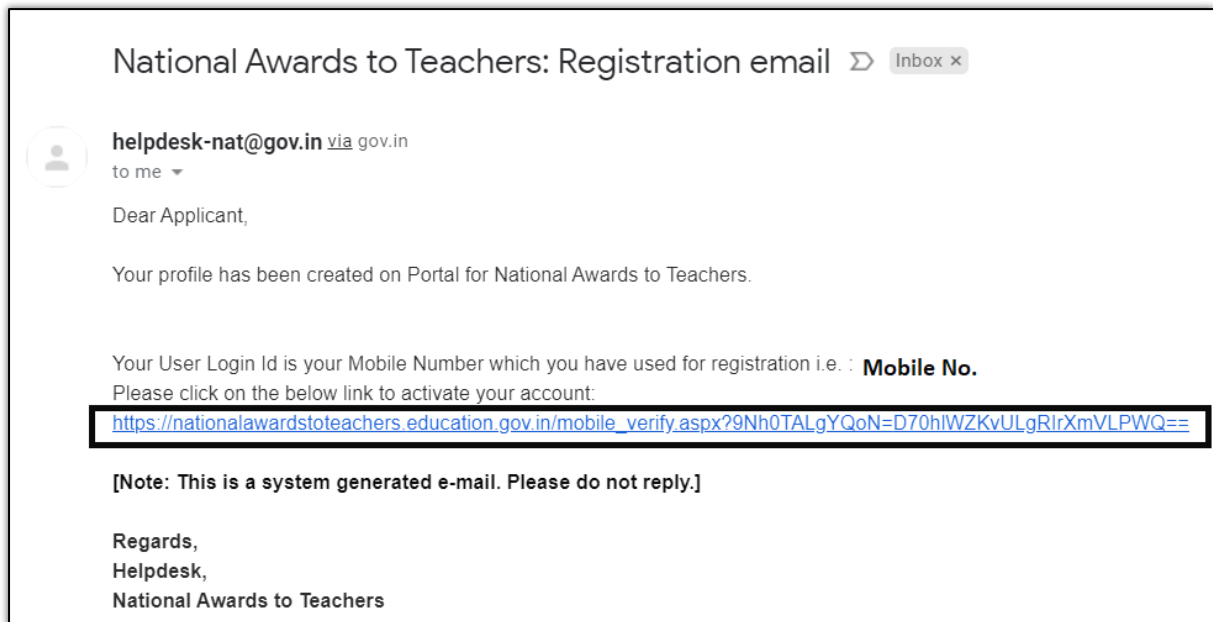 National Awards to Teachers: Registration email Inbox ×
helpdesk-nat@gov.in via gov.in
to me
Dear Applicant,
Your profile has been created on Portal for National Awards to Teachers.
Your User Login Id is your Mobile Number which you have used for registration i.e. : Mobile No.
Please click on the below link to activate your account:
https://nationalawardstoteachers.education.gov.in/mobile_verify.aspx?9Nh0TALgYQoN=D70hlWZKvULgRIrXmVLPWQ==
[Note: This is a system generated e-mail. Please do not reply.]
Regards,
Helpdesk,
National Awards to Teachers